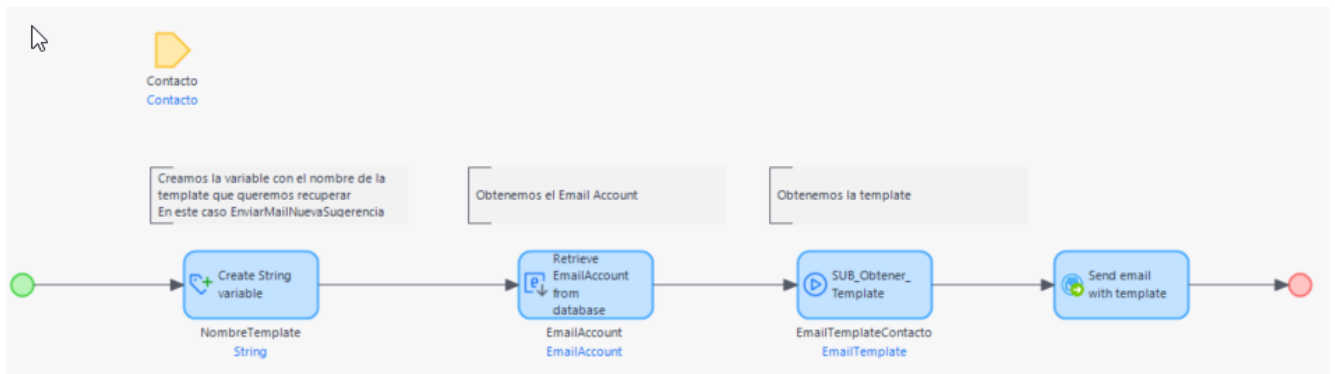 Contacto
Contacto
Creamos la variable con el nombre de la
template que queremos recuperar
En este caso EnviarMailNuevaSugerencia
Obtenemos el Email Account
Obtenemos la template
Create String
variable
NombreTemplate
String
Retrieve
EmailAccount
from
database
EmailAccount
EmailAccount
SUB_Obtener_
Template
EmailTemplateContacto
EmailTemplate
Send email
with template